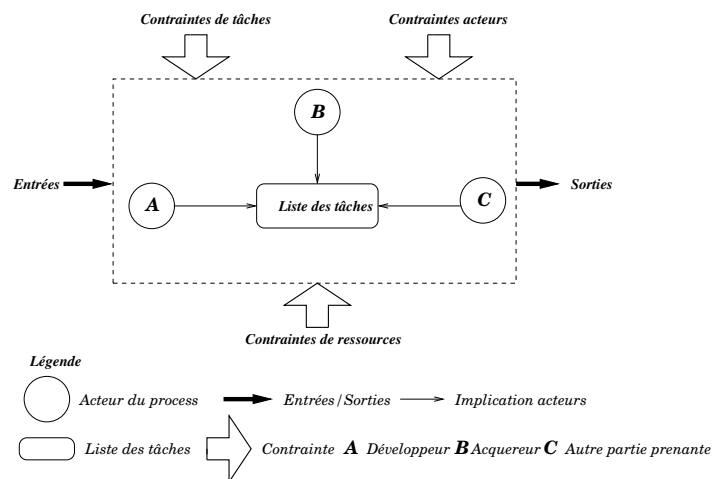 Contraintes de tâches
Contraintes acteurs
B
Entrées
A
Liste des tâches
C
Sorties
Contraintes de ressources
Légende
Acteur du process
Entrées/Sorties
Implication acteurs
Liste des tâches
Contrainte A Développeur B Acquereur C Autre partie prenante